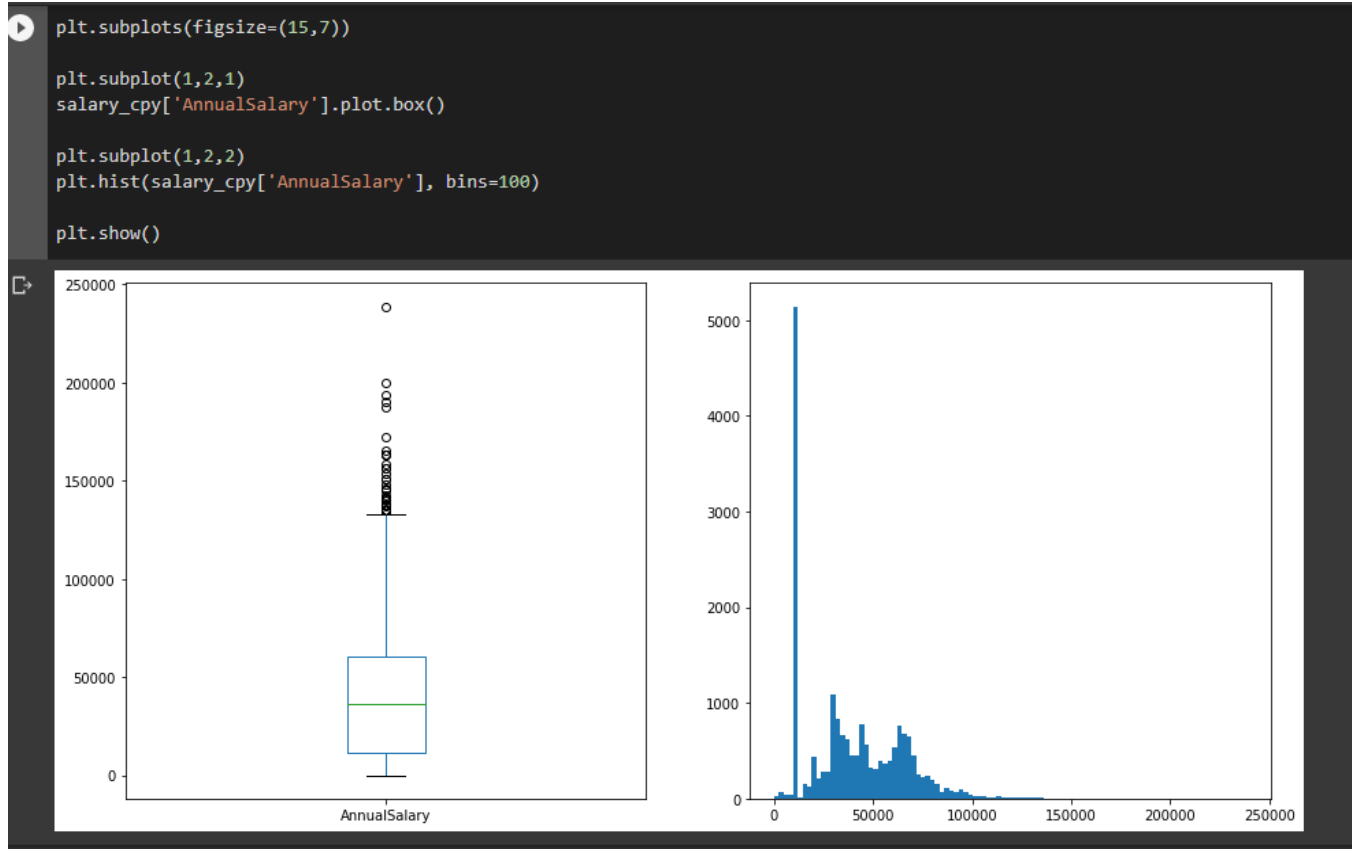 plt.subplots(figsize=(15,7))
plt.subplot(1,2,1)
salary_cpy['AnnualSalary'].plot.box()
plt.subplot(1,2,2)
plt.hist(salary_cpy['AnnualSalary'], bins=100)
plt.show()
250000
200000
150000
100000
50000
0
AnnualSalary
5000
4000
3000
2000
1000
0
0 50000 100000 150000 200000 250000